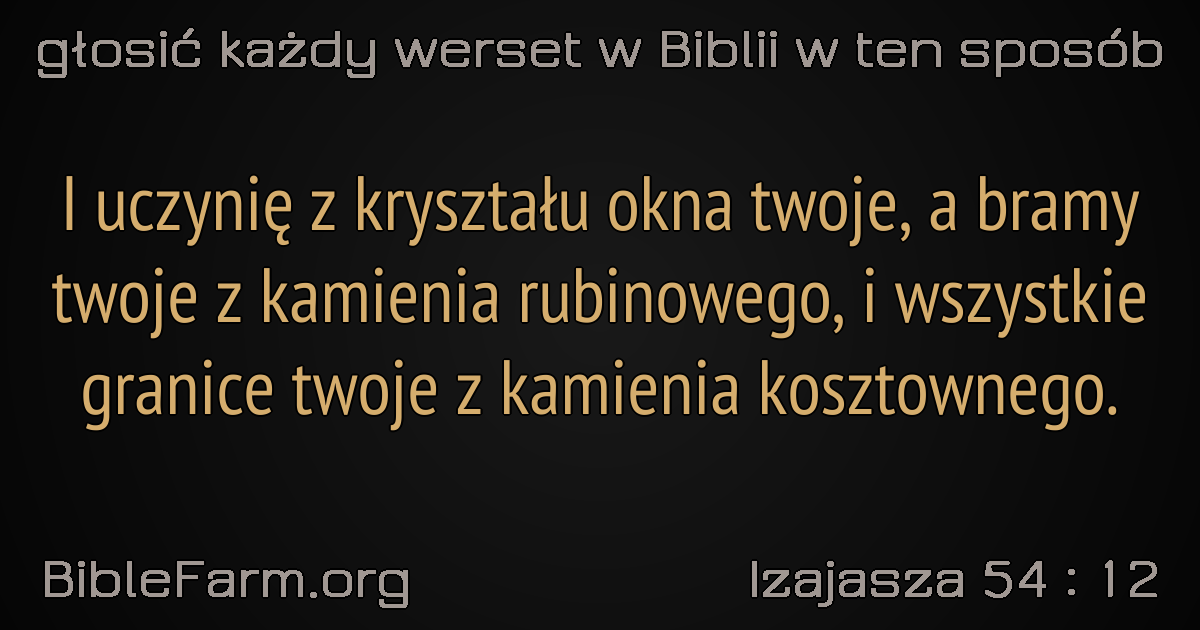 głosić każdy werset w Biblii w ten sposób
I uczynię z kryształu okna twoje, a bramy
twoje z kamienia rubinowego, i wszystkie
granice twoje z kamienia kosztownego.
BibleFarm.org
Izajasza 54 : 12